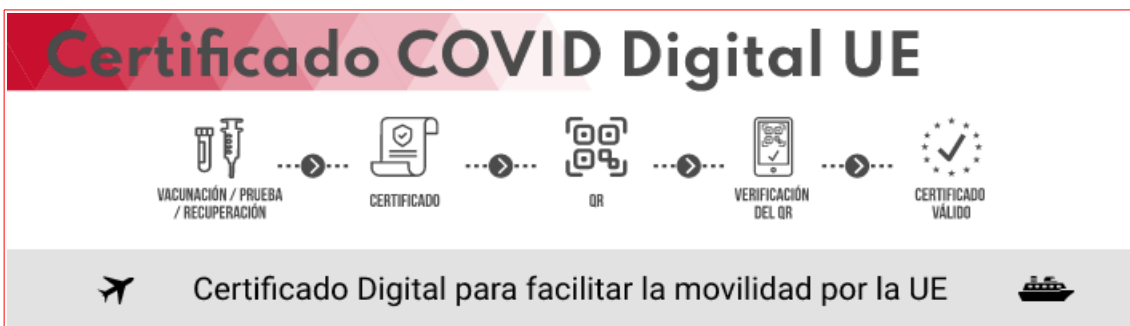 Certificado COVID Digital UE
VACUNACIÓN / PRUEBA
/ RECUPERACIÓN
CERTIFICADO
QR
VERIFICACIÓN
DEL QR
CERTIFICADO
VÁLIDO
Certificado Digital para facilitar la movilidad por la UE